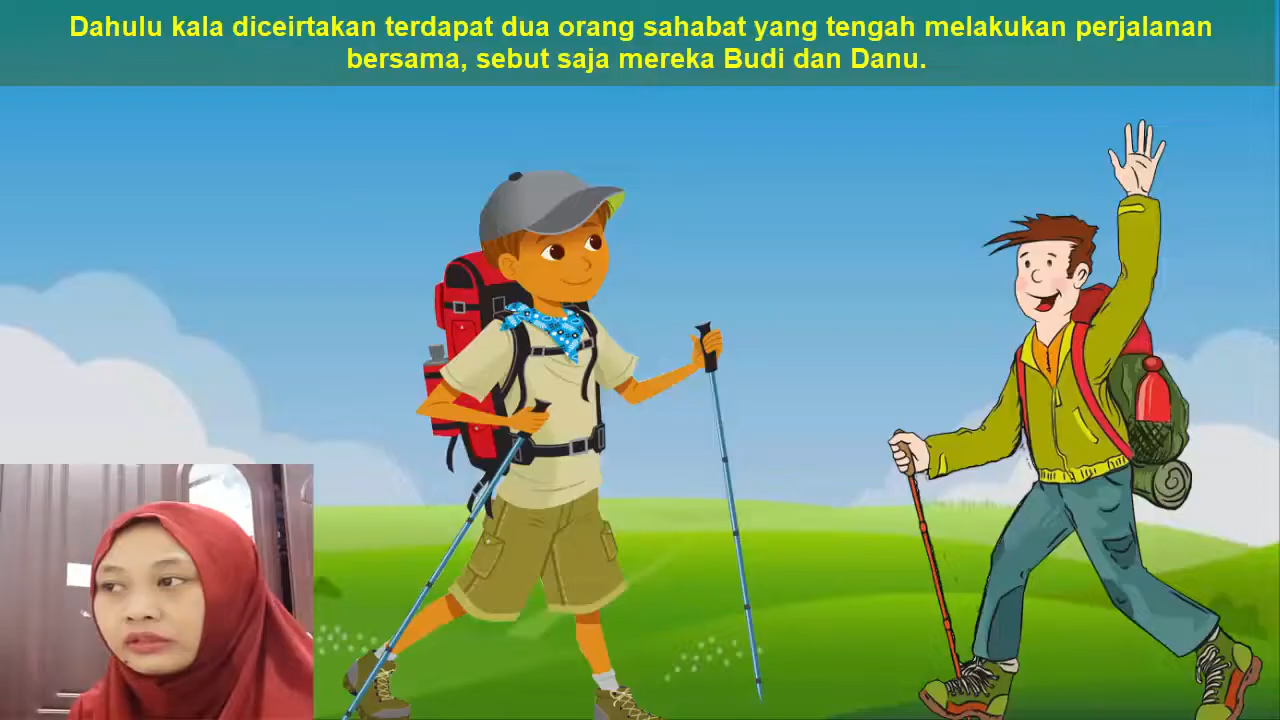 Dahulu kala diceirtakan terdapat dua orang sahabat yang tengah melakukan perjalanan
bersama, sebut saja mereka Budi dan Danu.